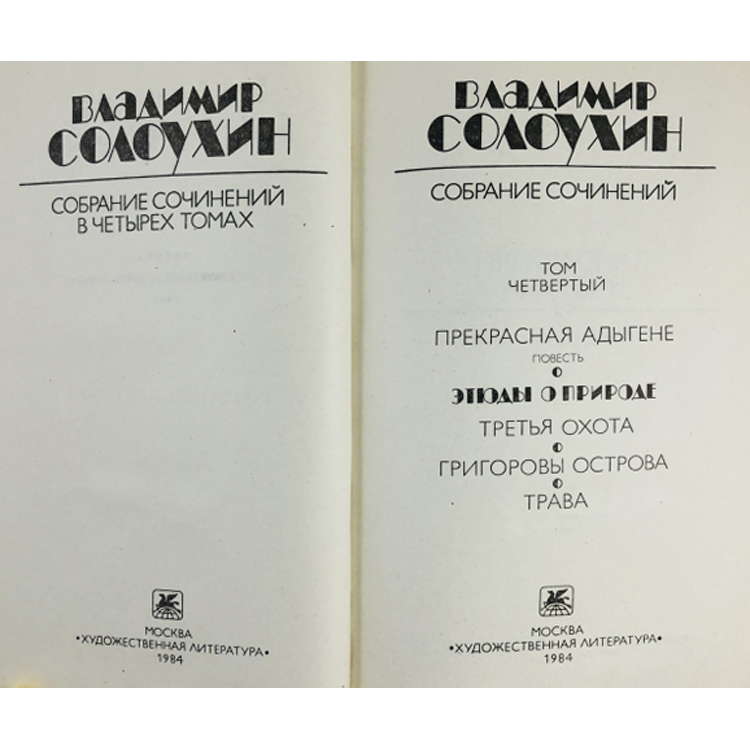 ВЛАДИМИР
СОЛОУХИН
СОБРАНИЕ СОЧИНЕНИЙ
В ЧЕТЫРЕХ ТОМАХ
МОСКВА
•ХУДОЖЕСТВЕННАЯ ЛИТЕРАТУРА•
1984
ВЛАДИМИР
СОЛОУХИН
СОБРАНИЕ СОЧИНЕНИЙ
ТОМ
ЧЕТВЕРТЫЙ
ПРЕКРАСНАЯ АДЫГЕНЕ
ПОВЕСТЬ
ЭТЮДЫ О ПРИРОДЕ
ТРЕТЬЯ ОХОТА
ГРИГОРОВЫ ОСТРОВА
ТРАВА
МОСКВА
•ХУДОЖЕСТВЕННАЯ ЛИТЕРАТУРА•
1984